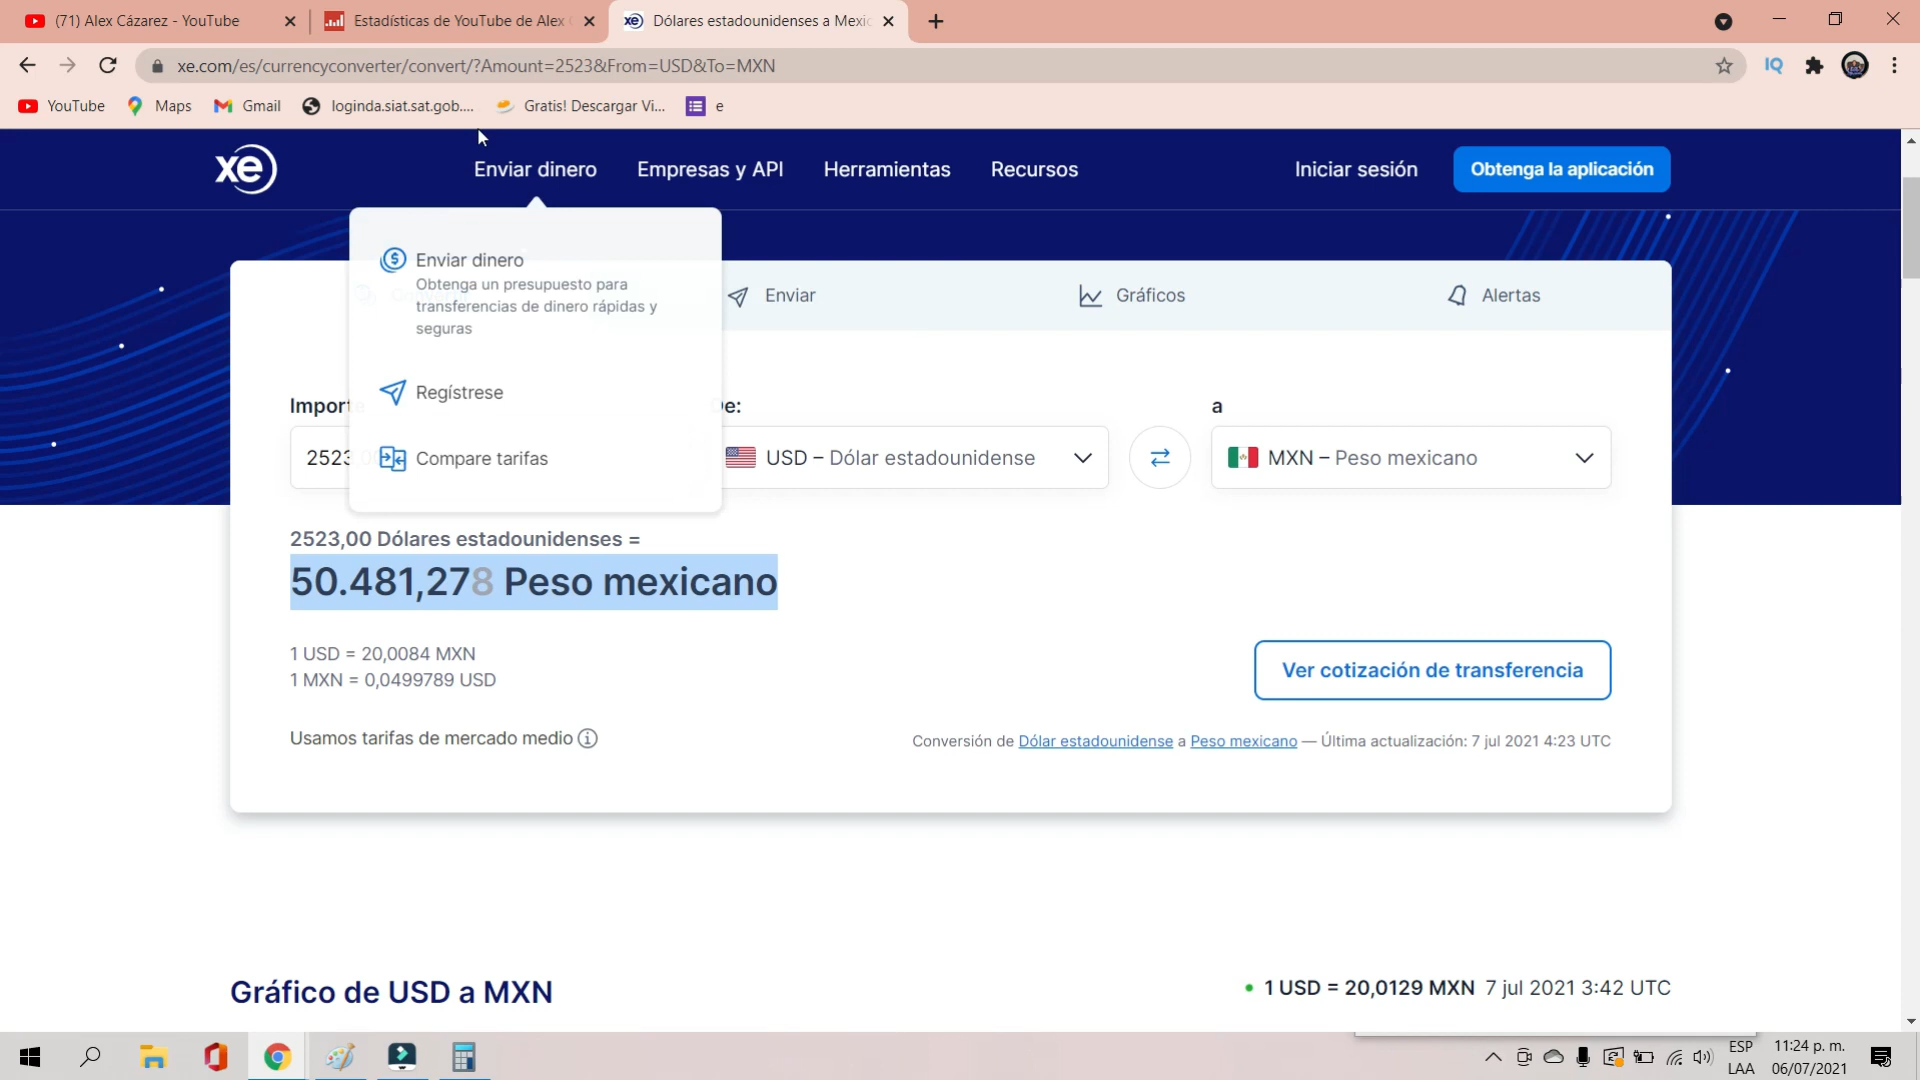 (71) Alex Cázarez - YouTube
Estadísticas de YouTube de Alex
Dólares estadounidenses a Mexic
xe.com/es/currencyconverter/convert/?Amount=2523&From=USD&To=MXN
IQ
YouTube
Maps
Gmail
loginda.siat.sat.gob....
Gratis! Descargar Vi...
e
xe
Enviar dinero
Empresas y API
Herramientas
Recursos
Iniciar sesión
Obtenga la aplicación
Enviar dinero
Obtenga un presupuesto para
transferencias de dinero rápidas y
seguras
Regístrese
Compare tarifas
Enviar
Gráficos
Alertas
Importe
De:
a
2523,00
USD – Dólar estadounidense
MXN – Peso mexicano
2523,00 Dólares estadounidenses =
50.481,278 Peso mexicano
1 USD = 20,0084 MXN
1 MXN = 0,0499789 USD
Ver cotización de transferencia
Usamos tarifas de mercado medio
Conversión de Dólar estadounidense a Peso mexicano — Última actualización: 7 jul 2021 4:23 UTC
Gráfico de USD a MXN
1 USD = 20,0129 MXN 7 jul 2021 3:42 UTC
ESP
LAA
11:24 p. m.
06/07/2021